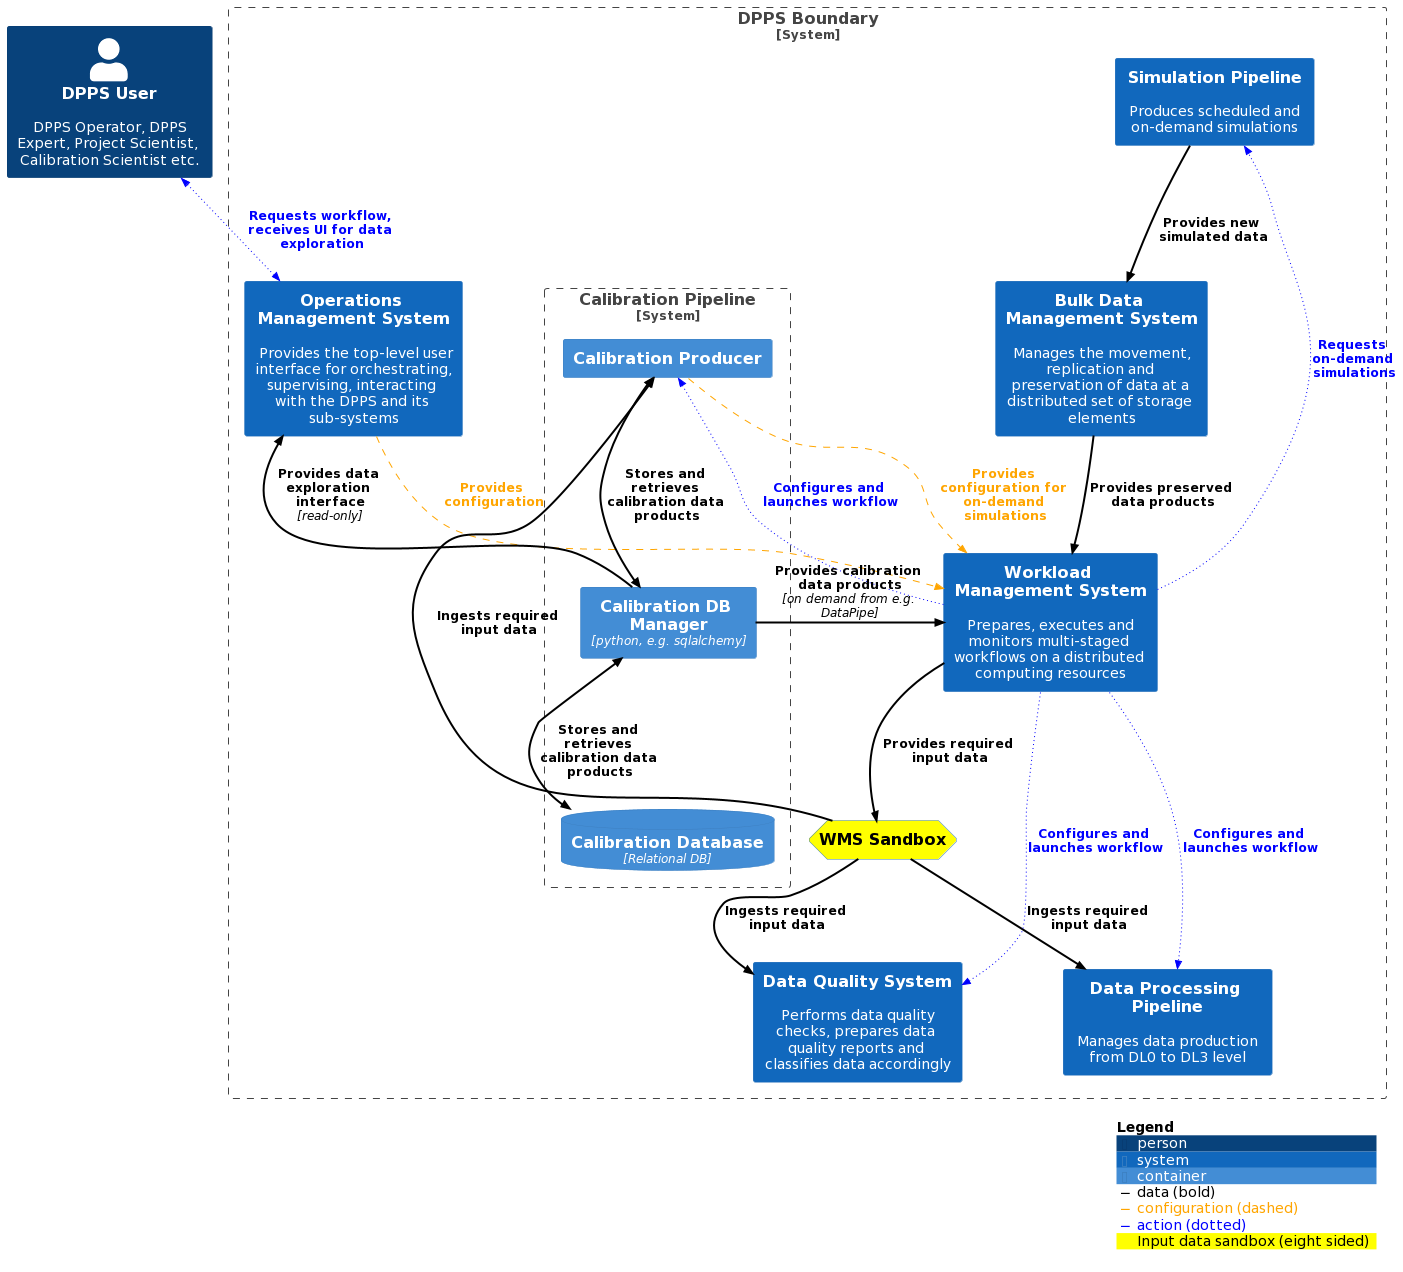 DPPS Boundary
[System]
DPPS User
DPPS Operator, DPPS
Expert, Project Scientist,
Calibration Scientist etc.
Simulation Pipeline
Produces scheduled and
on-demand simulations
Requests workflow,
receives UI for data
exploration
Provides new
simulated data
Operations
Management System
Provides the top-level user
interface for orchestrating,
supervising, interacting
with the DPPS and its
sub-systems
Calibration Pipeline
[System]
Calibration Producer
Bulk Data
Management System
Manages the movement,
replication and
preservation of data at a
distributed set of storage
elements
Requests
on-demand
simulations
Provides data
exploration
interface
[read-only]
Provides
configuration
Stores and
retrieves
calibration data
products
Configures and
launches workflow
Provides
configuration for
on-demand
simulations
Provides preserved
data products
Ingests required
input data
Calibration DB
Manager
[python, e.g. sqlalchemy]
Provides calibration
data products
[on demand from e.g.
DataPipe]
Workload
Management System
Prepares, executes and
monitors multi-staged
workflows on a distributed
computing resources
Stores and
retrieves
calibration data
products
Provides required
input data
Calibration Database
[Relational DB]
WMS Sandbox
Configures and
launches workflow
Configures and
launches workflow
Ingests required
input data
Ingests required
input data
Data Quality System
Performs data quality
checks, prepares data
quality reports and
classifies data accordingly
Data Processing
Pipeline
Manages data production
from DL0 to DL3 level
Legend
person
system
container
— data (bold)
— configuration (dashed)
— action (dotted)
Input data sandbox (eight sided)